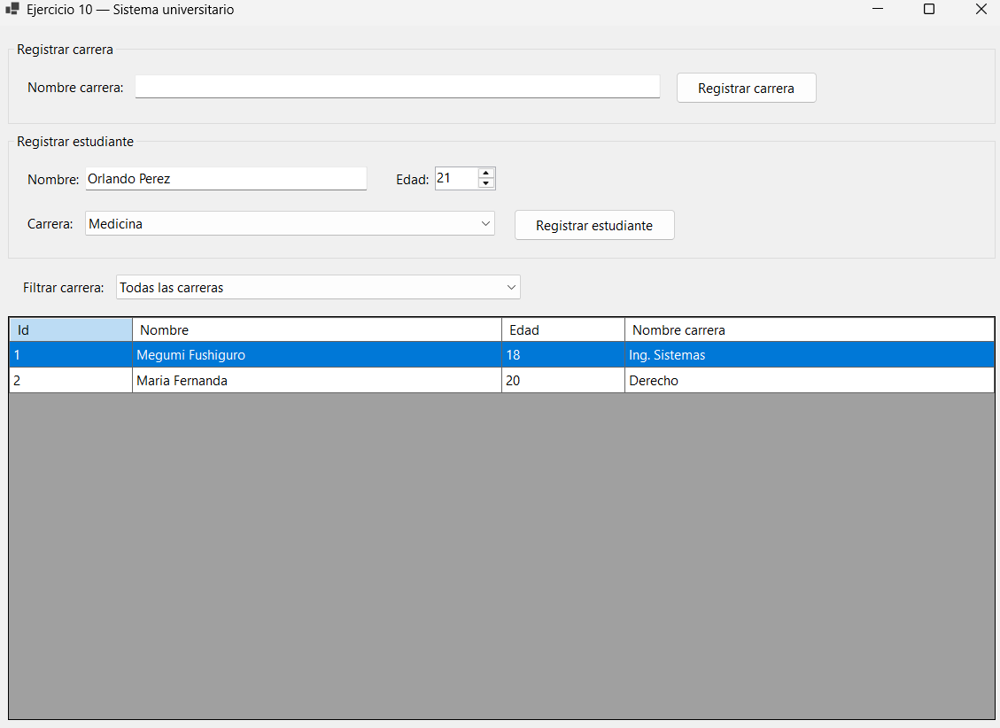 Ejercicio 10 — Sistema universitario
Registrar carrera
Nombre carrera: Registrar carrera
Registrar estudiante
Nombre: Orlando Perez Edad: 21
Carrera: Medicina Registrar estudiante
Filtrar carrera: Todas las carreras
Id Nombre Edad Nombre carrera
1 Megumi Fushiguro 18 Ing. Sistemas
2 Maria Fernanda 20 Derecho